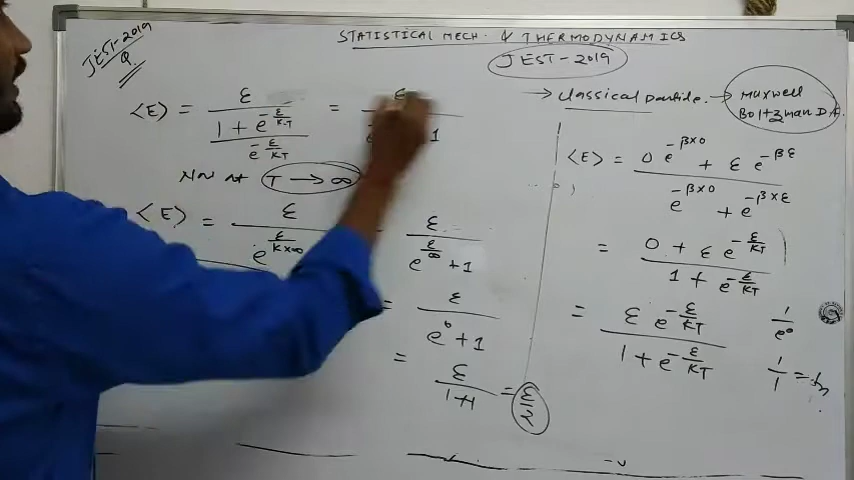 STATISTICAL MECH. & THERMODYNAMICS
JEST-2019
JEST-2019
Q.
→ classical particle. → Maxwell
Boltzman D.F.
<E> = ε / ((1 + e^(-ε/KT)) / e^(-ε/KT)) = ε
1
Now at T → ∞
<E> = ε / e^(ε/(K×∞))
ε / (e^(ε/∞) + 1)
= ε / (e^0 + 1)
= ε / (1+1) = ε/2
<E> = (0 e^(-β×0) + ε e^(-βε)) / (e^(-β×0) + e^(-β×ε))
= (0 + ε e^(-ε/KT)) / (1 + e^(-ε/KT))
= ε e^(-ε/KT) / (1 + e^(-ε/KT))
1/e^0
1/1 =